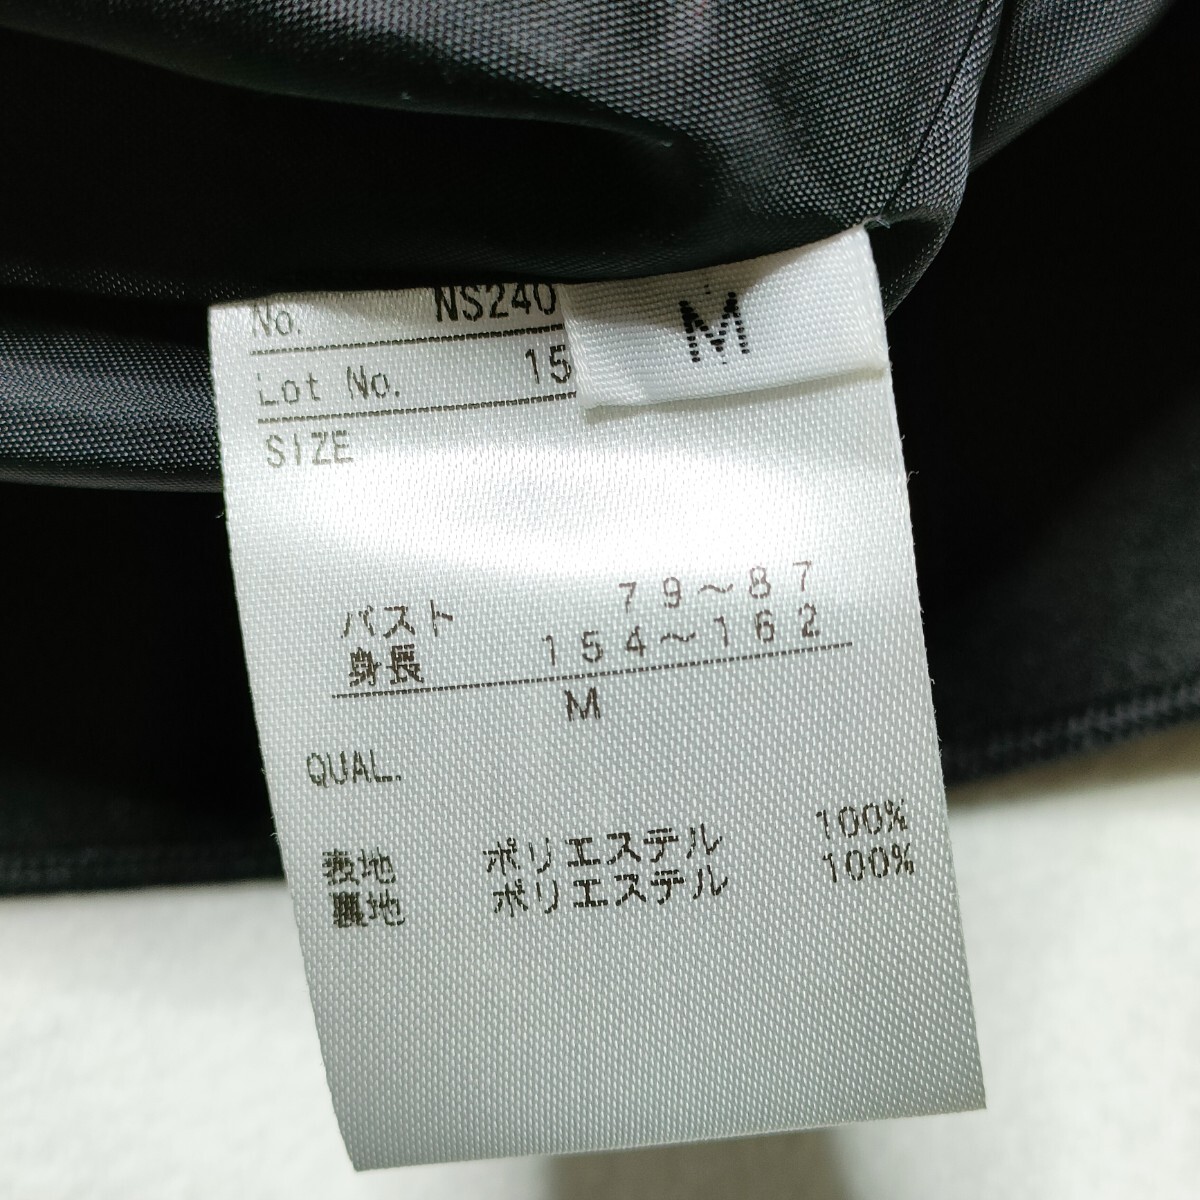 No. NS240
M
Lot No. 15
SIZE
バスト 79～87
身長 154～162
M
QUAL.
表地 ポリエステル 100%
裏地 ポリエステル 100%